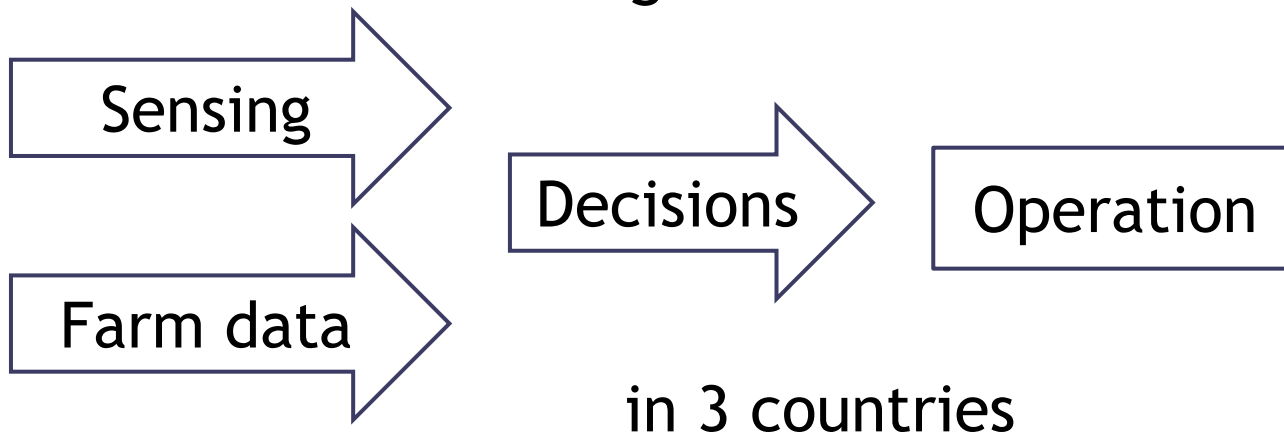 Sensing
Farm data
Decisions
Operation
in 3 countries